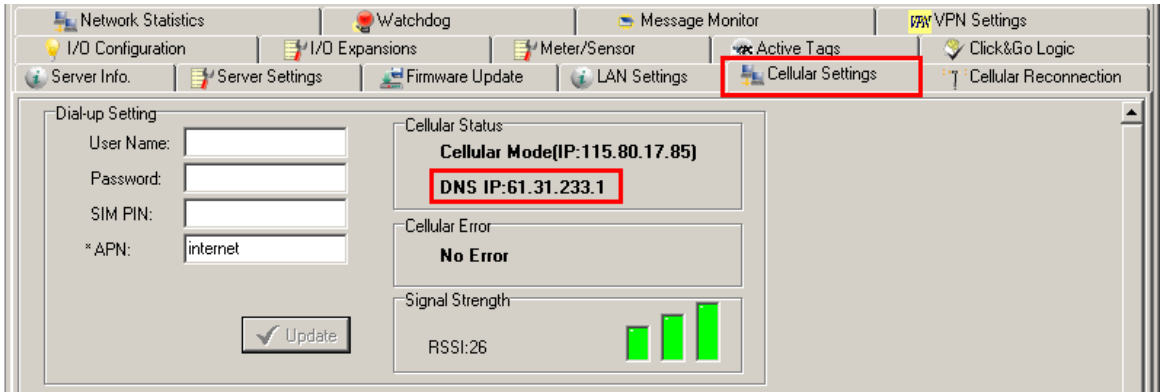 Network Statistics
Watchdog
Message Monitor
VPN VPN Settings
I/O Configuration
I/O Expansions
Meter/Sensor
Active Tags
Click&Go Logic
Server Info.
Server Settings
Firmware Update
LAN Settings
Cellular Settings
Cellular Reconnection
Dial-up Setting
User Name:
Password:
SIM PIN:
* APN: internet
Update
Cellular Status
Cellular Mode(IP:115.80.17.85)
DNS IP:61.31.233.1
Cellular Error
No Error
Signal Strength
RSSI:26